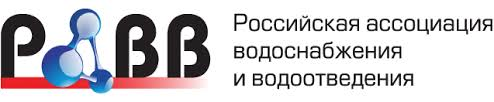 РАВВ
Российская ассоциация
водоснабжения
и водоотведения